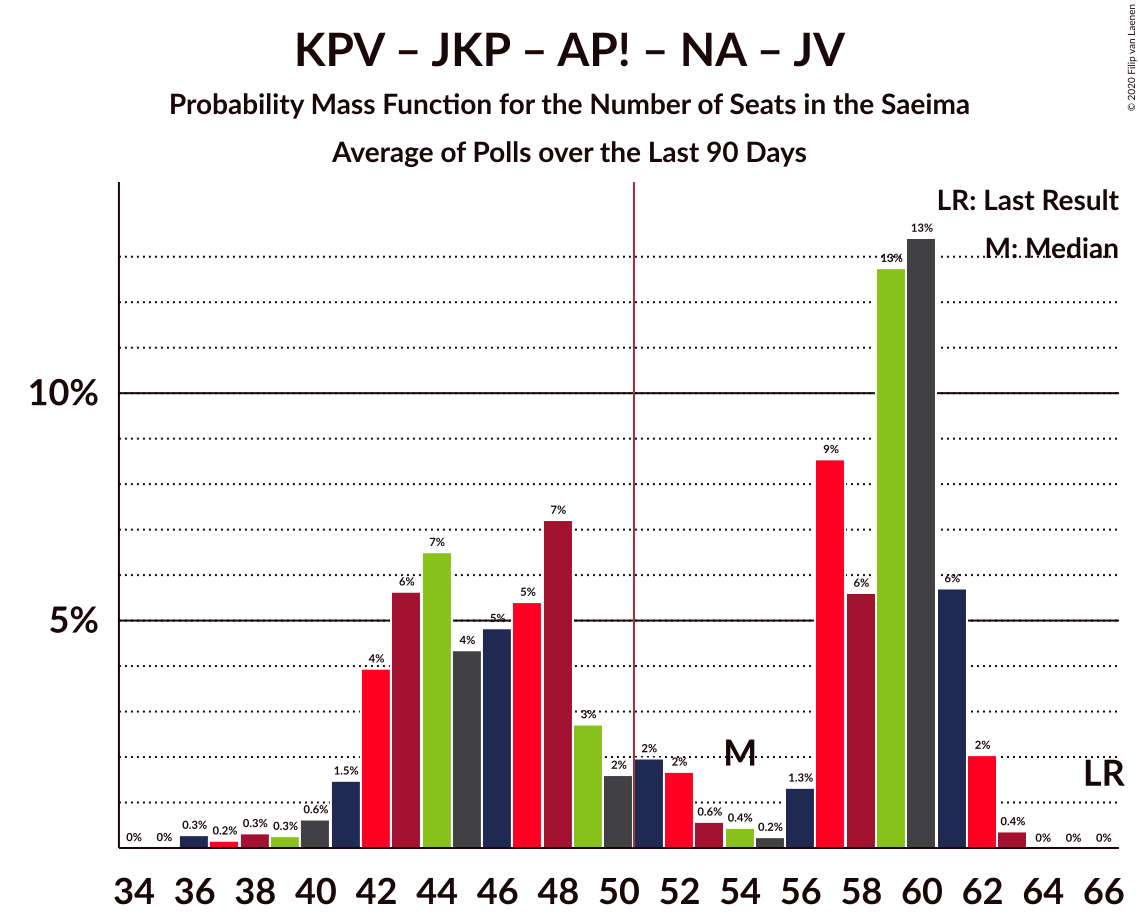 KPV – JKP – AP! – NA – JV
Probability Mass Function for the Number of Seats in the Saeima
Average of Polls over the Last 90 Days
© 2020 Filip van Laenen
LR: Last Result
M: Median
10%
5%
0% 0% 0.3% 0.2% 0.3% 0.3% 0.6% 1.5% 4% 6% 7% 4% 5% 5% 7% 3% 2% 2% 2% 0.6% 0.4% 0.2% 1.3% 9% 6% 13% 13% 6% 2% 0.4% 0% 0% 0%
M
LR
34 36 38 40 42 44 46 48 50 52 54 56 58 60 62 64 66